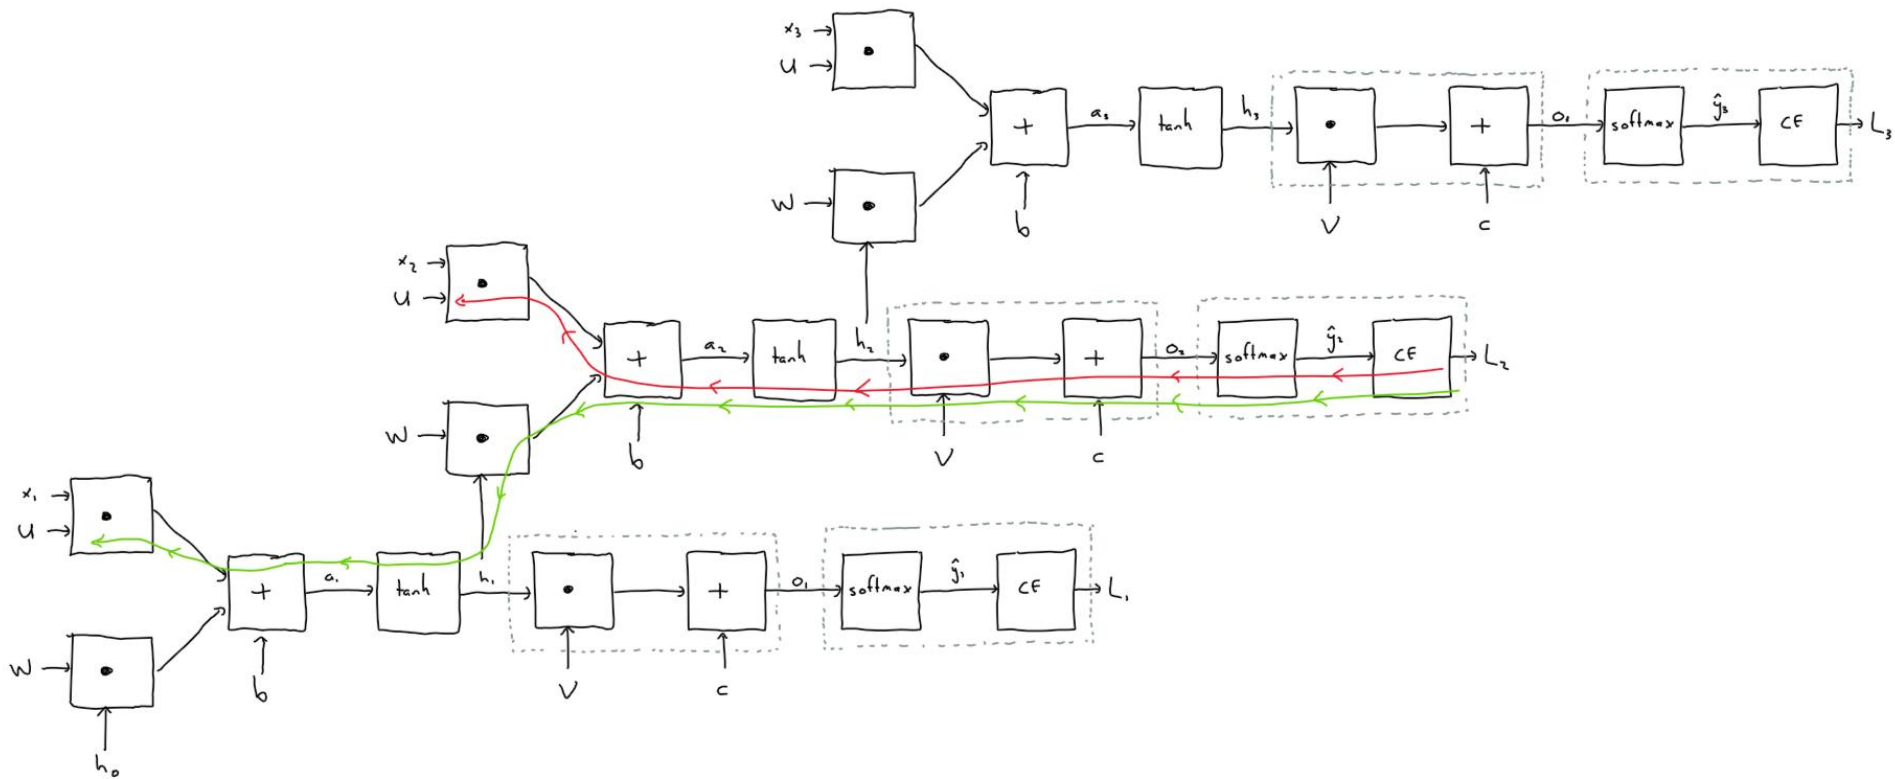 x₃
U
+ a₃ tanh h₃ + o₃ softmax ŷ₃ CE L₃
W
b V c
x₂
U
+ a₂ tanh h₂ + o₂ softmax ŷ₂ CE L₂
W
b V c
x₁
U
+ a₁ tanh h₁ + o₁ softmax ŷ₁ CE L₁
W
b V c
h₀